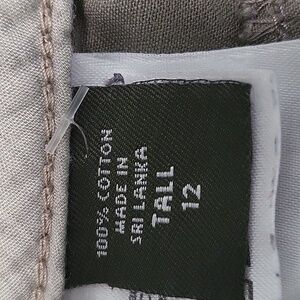 100% COTTON
MADE IN
SRI LANKA
TALL
12